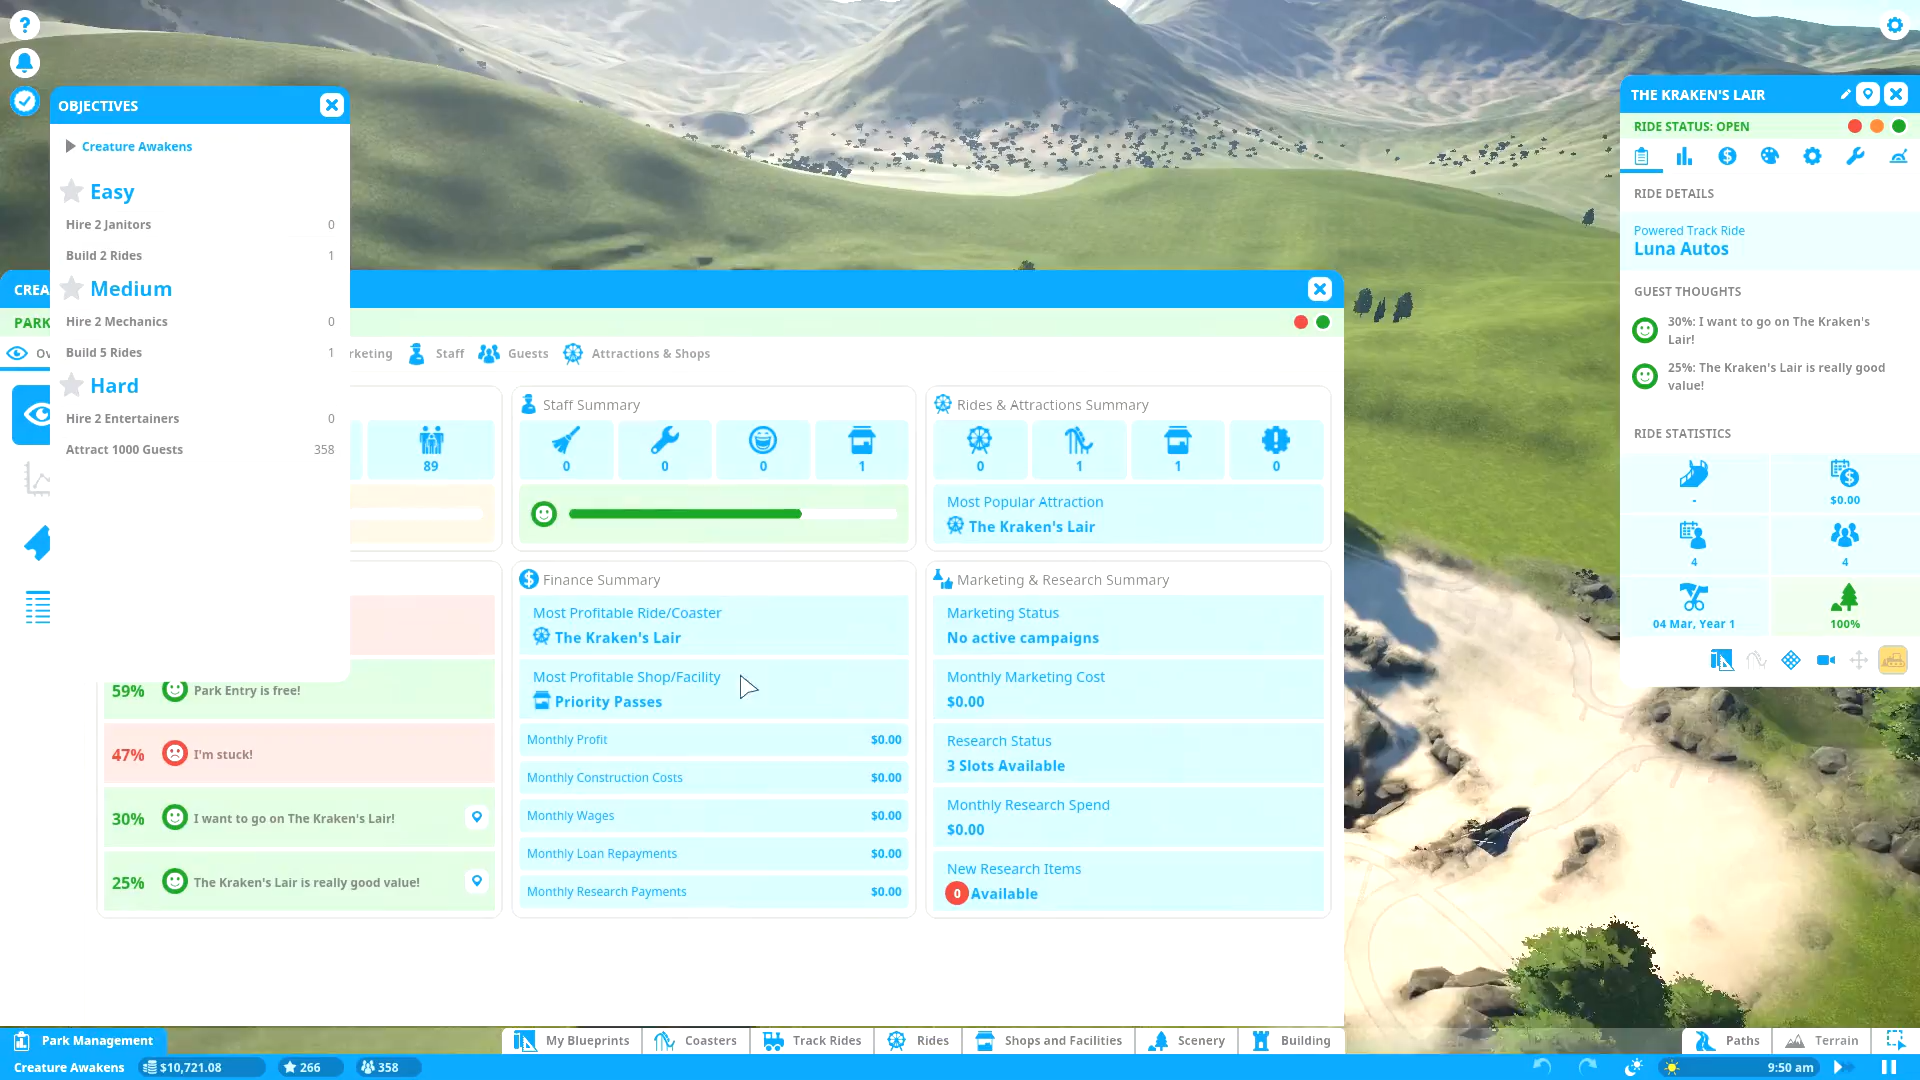 ?
OBJECTIVES
Creature Awakens
Easy
Hire 2 Janitors 0
Build 2 Rides 1
Medium
Hire 2 Mechanics 0
Build 5 Rides 1
Hard
Hire 2 Entertainers 0
Attract 1000 Guests 358
CREA
PARK
Ov
rketing
Staff
Guests
Attractions & Shops
89
Staff Summary
0 0 0 1
Rides & Attractions Summary
0 1 1 0
Most Popular Attraction
The Kraken's Lair
59% Park Entry is free!
47% I'm stuck!
30% I want to go on The Kraken's Lair!
25% The Kraken's Lair is really good value!
Finance Summary
Most Profitable Ride/Coaster
The Kraken's Lair
Most Profitable Shop/Facility
Priority Passes
Monthly Profit $0.00
Monthly Construction Costs $0.00
Monthly Wages $0.00
Monthly Loan Repayments $0.00
Monthly Research Payments $0.00
Marketing & Research Summary
Marketing Status
No active campaigns
Monthly Marketing Cost
$0.00
Research Status
3 Slots Available
Monthly Research Spend
$0.00
New Research Items
0 Available
THE KRAKEN'S LAIR
RIDE STATUS: OPEN
RIDE DETAILS
Powered Track Ride
Luna Autos
GUEST THOUGHTS
30%: I want to go on The Kraken's
Lair!
25%: The Kraken's Lair is really good
value!
RIDE STATISTICS
- $0.00
4 4
04 Mar, Year 1 100%
Park Management
My Blueprints
Coasters
Track Rides
Rides
Shops and Facilities
Scenery
Building
Paths
Terrain
Creature Awakens $10,721.08 266 358 9:50 am